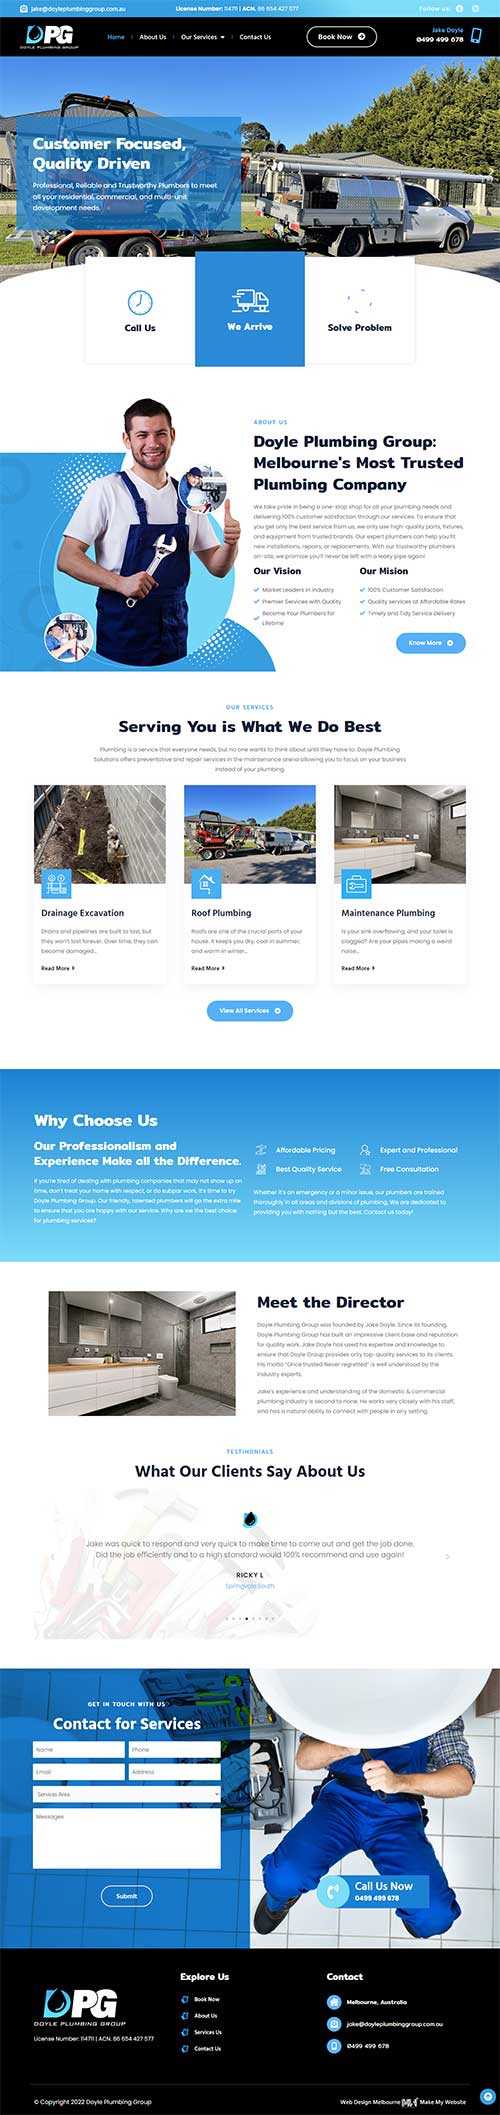 jake@doyleplumbinggroup.com.au
License Number: 114711 | ACN. 86 654 427 577
Follow us:
DPG
DOYLE PLUMBING GROUP
Home
About Us
Our Services
Contact Us
Book Now
Jake Doyle
0499 499 678
Customer Focused,
Quality Driven
Professional, Reliable and Trustworthy Plumbers to meet
all your residential, commercial, and multi-unit
development needs.
Call Us
We Arrive
Solve Problem
ABOUT US
Doyle Plumbing Group:
Melbourne's Most Trusted
Plumbing Company
We take pride in being a one-stop shop for all your plumbing needs and
delivering 100% customer satisfaction through our services. To ensure that
you get only the best service from us, we only use high-quality parts, fixtures,
and equipment from trusted brands. Our expert plumbers can help you fit
new installations, repairs, or replacements. With our trustworthy plumbers
on-site, we promise you'll never be left with a leaky pipe again!
Our Vision
Market Leaders in Industry
Premier Services with Quality
Become Your Plumbers for
Lifetime
Our Mision
100% Customer Satisfaction
Quality services at Affordable Rates
Timely and Tidy Service Delivery
Know More
OUR SERVICES
Serving You is What We Do Best
Plumbing is a service that everyone needs, but no one wants to think about until they have to. Doyle Plumbing
Solutions offers preventative and repair services in the maintenance arena allowing you to focus on your business
instead of your plumbing.
Drainage Excavation
Drains and pipelines are built to last, but
they won't last forever. Over time, they can
become damaged...
Read More
Roof Plumbing
Roofs are one of the crucial parts of your
house. It keeps you dry, cool in summer,
and warm in winter...
Read More
Maintenance Plumbing
Is your sink overflowing, and your toilet is
clogged? Are your pipes making a weird
noise...
Read More
View All Services
Why Choose Us
Our Professionalism and
Experience Make all the Difference.
If you're tired of dealing with plumbing companies that may not show up on
time, don't treat your home with respect, or do subpar work, it's time to try
Doyle Plumbing Group. Our friendly, talented plumbers will go the extra mile
to ensure that you are happy with our service. Why are we the best choice
for plumbing services?
Affordable Pricing
Expert and Professional
Best Quality Service
Free Consultation
Whether it's an emergency or a minor issue, our plumbers are trained
thoroughly in all areas and divisions of plumbing. We are dedicated to
providing you with nothing but the best. Contact us today!
Meet the Director
Doyle Plumbing Group was founded by Jake Doyle. Since its founding,
Doyle Plumbing Group has built an impressive client base and reputation
for quality work. Jake Doyle has used his expertise and knowledge to
ensure that Doyle Group provides only top-quality services to its clients.
His motto "Once trusted Never regretted" is well understood by the
industry experts.
Jake's experience and understanding of the domestic & commercial
plumbing industry is second to none. He works very closely with his staff,
and has a natural ability to connect with people in any setting.
TESTIMONIALS
What Our Clients Say About Us
Jake was quick to respond and very quick to make time to come out and get the job done.
Did the job efficiently and to a high standard would 100% recommend and use again!
RICKY L
Springvale South
GET IN TOUCH WITH US
Contact for Services
Name
Phone
Email
Address
Services Area
Messages
Submit
Call Us Now
0499 499 678
DPG
DOYLE PLUMBING GROUP
License Number: 114711 | ACN. 86 654 427 577
Explore Us
Book Now
About Us
Services Us
Contact Us
Contact
Melbourne, Australia
jake@doyleplumbinggroup.com.au
0499 499 678
© Copyright 2022 Doyle Plumbing Group
Web Design Melbourne
Make My Website